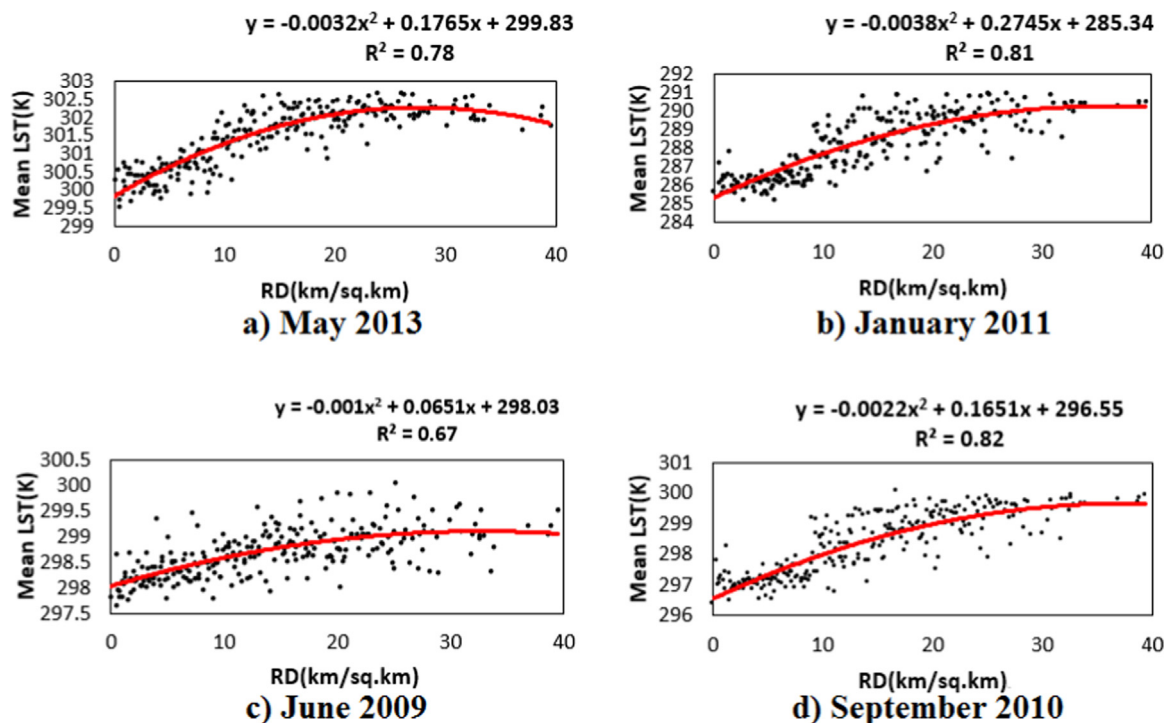 y = -0.0032x² + 0.1765x + 299.83
R² = 0.78
Mean LST(K)
303
302.5
302
301.5
301
300.5
300
299.5
299
0 10 20 30 40
RD(km/sq.km)
a) May 2013
y = -0.0038x² + 0.2745x + 285.34
R² = 0.81
Mean LST(K)
292
291
290
289
288
287
286
285
284
0 10 20 30 40
RD(km/sq.km)
b) January 2011
y = -0.001x² + 0.0651x + 298.03
R² = 0.67
Mean LST(K)
300.5
300
299.5
299
298.5
298
297.5
0 10 20 30 40
RD(km/sq.km)
c) June 2009
y = -0.0022x² + 0.1651x + 296.55
R² = 0.82
Mean LST(K)
301
300
299
298
297
296
0 10 20 30 40
RD(km/sq.km)
d) September 2010